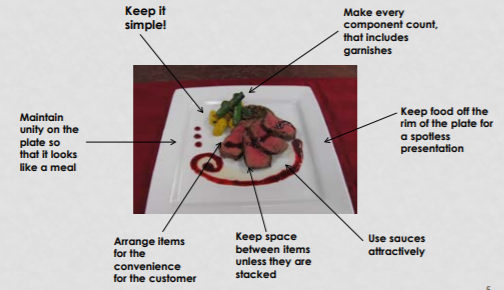 Keep it
simple!
Make every
component count,
that includes
garnishes
Maintain
unity on the
plate so
that it looks
like a meal
Keep food off the
rim of the plate for
a spotless
presentation
Arrange items
for the
convenience
for the customer
Keep space
between items
unless they are
stacked
Use sauces
attractively